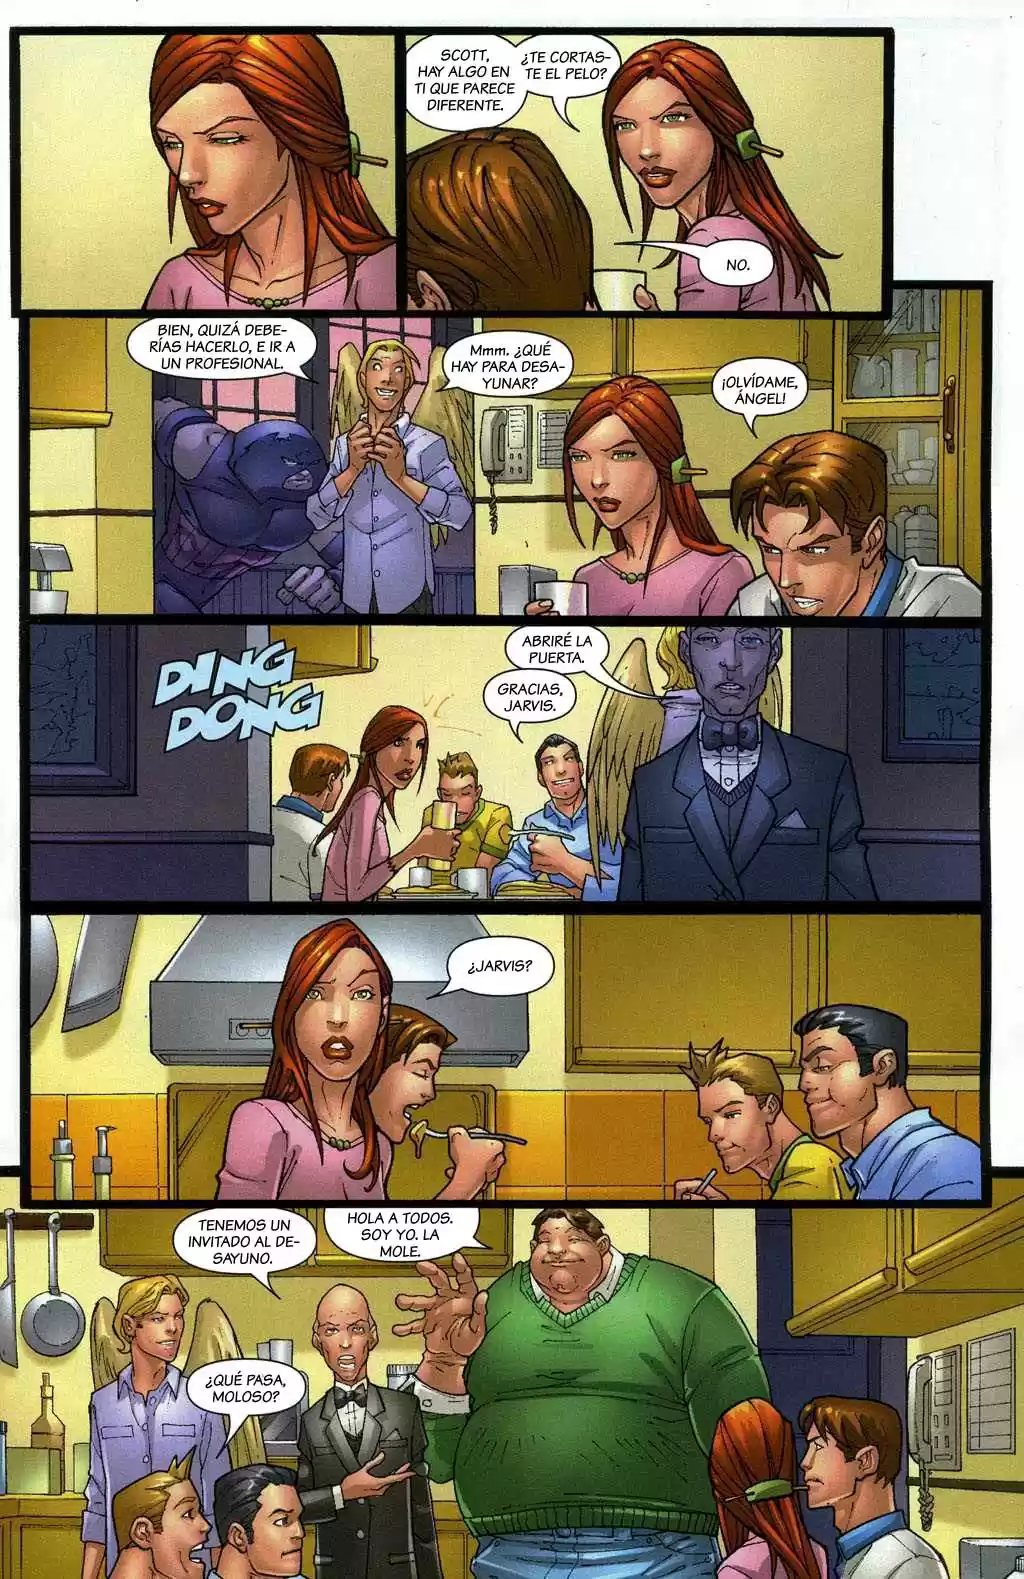 SCOTT,
HAY ALGO EN
TI QUE PARECE
DIFERENTE.
¿TE CORTAS-
TE EL PELO?
NO.
BIEN, QUIZÁ DEBE-
RÍAS HACERLO, E IR A
UN PROFESIONAL.
Mmm. ¿QUÉ
HAY PARA DESA-
YUNAR?
¡OLVÍDAME,
ÁNGEL!
DING
DONG
ABRIRÉ LA
PUERTA.
GRACIAS,
JARVIS.
¿JARVIS?
TENEMOS UN
INVITADO AL DE-
SAYUNO.
HOLA A TODOS.
SOY YO. LA
MOLE.
¿QUÉ PASA,
MOLOSO?